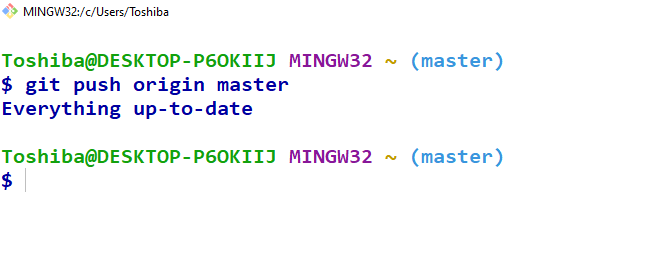 MINGW32:/c/Users/Toshiba
Toshiba@DESKTOP-P6OKIIJ MINGW32 ~ (master)
$ git push origin master
Everything up-to-date
Toshiba@DESKTOP-P6OKIIJ MINGW32 ~ (master)
$